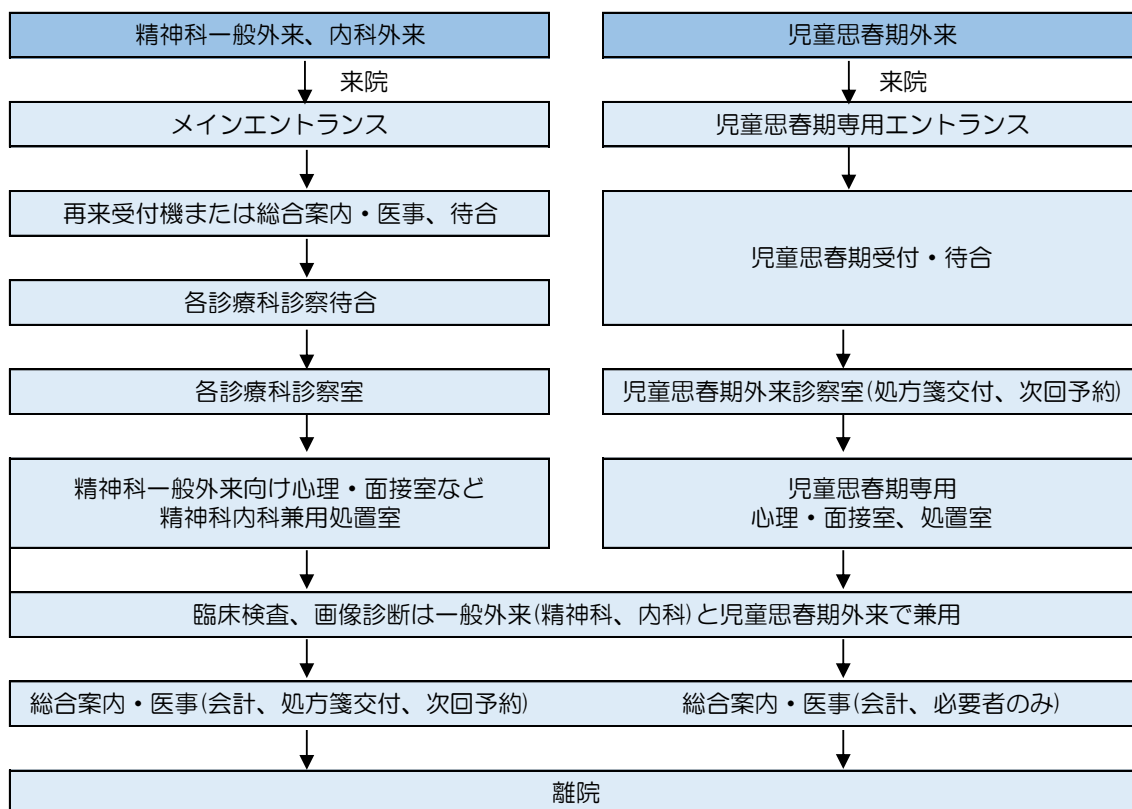 精神科一般外来、内科外来
児童思春期外来
来院
来院
メインエントランス
児童思春期専用エントランス
再来受付機または総合案内・医事、待合
児童思春期受付・待合
各診療科診察待合
各診療科診察室
児童思春期外来診察室(処方箋交付、次回予約)
精神科一般外来向け心理・面接室など
精神科内科兼用処置室
児童思春期専用
心理・面接室、処置室
臨床検査、画像診断は一般外来(精神科、内科)と児童思春期外来で兼用
総合案内・医事(会計、処方箋交付、次回予約)
総合案内・医事(会計、必要者のみ)
離院